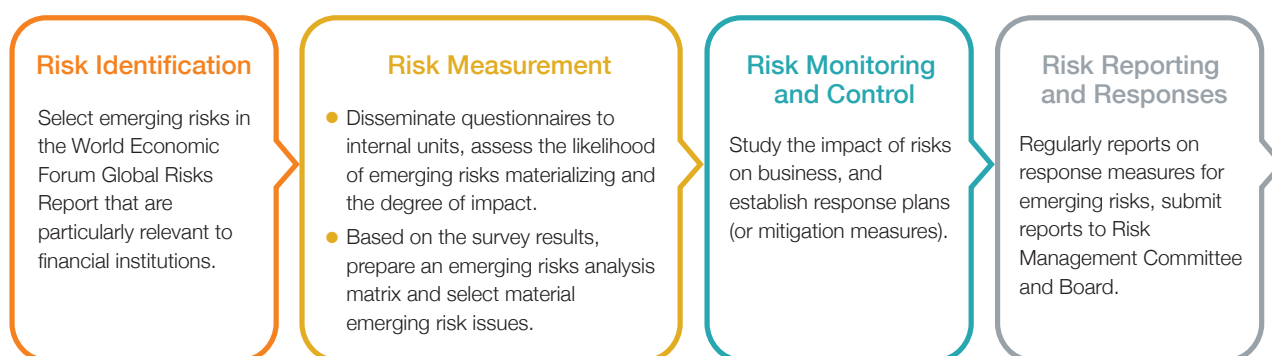 Risk Identification
Select emerging risks in
the World Economic
Forum Global Risks
Report that are
particularly relevant to
financial institutions.
Risk Measurement
● Disseminate questionnaires to
internal units, assess the likelihood
of emerging risks materializing and
the degree of impact.
● Based on the survey results,
prepare an emerging risks analysis
matrix and select material
emerging risk issues.
Risk Monitoring
and Control
Study the impact of risks
on business, and
establish response plans
(or mitigation measures).
Risk Reporting
and Responses
Regularly reports on
response measures for
emerging risks, submit
reports to Risk
Management Committee
and Board.